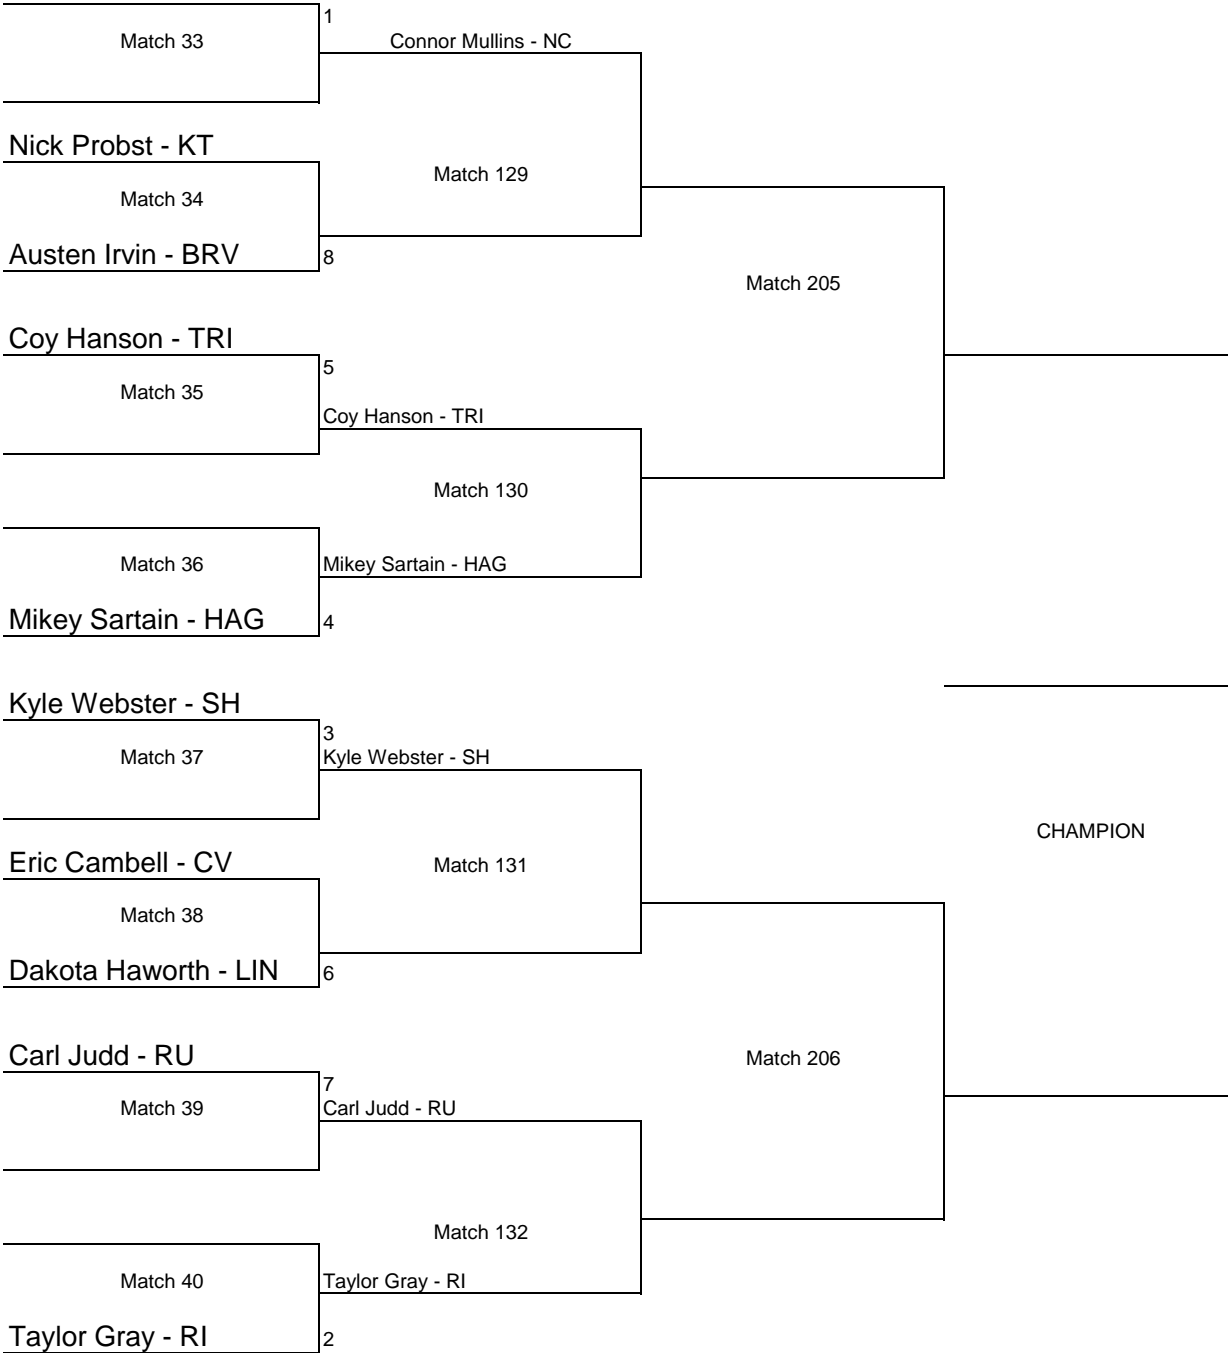 1
Match 33
Connor Mullins - NC
Nick Probst - KT
Match 129
Match 34
Austen Irvin - BRV
8
Match 205
Coy Hanson - TRI
5
Match 35
Coy Hanson - TRI
Match 130
Match 36
Mikey Sartain - HAG
Mikey Sartain - HAG
4
Kyle Webster - SH
3
Match 37
Kyle Webster - SH
CHAMPION
Eric Cambell - CV
Match 131
Match 38
Dakota Haworth - LIN
6
Carl Judd - RU
Match 206
7
Match 39
Carl Judd - RU
Match 132
Match 40
Taylor Gray - RI
Taylor Gray - RI
2